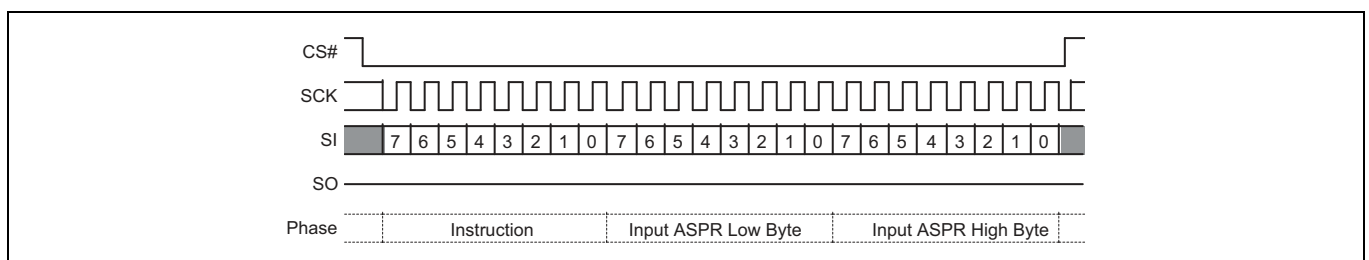 CS#
SCK
SI 7 6 5 4 3 2 1 0 7 6 5 4 3 2 1 0 7 6 5 4 3 2 1 0
SO
Phase Instruction Input ASPR Low Byte Input ASPR High Byte